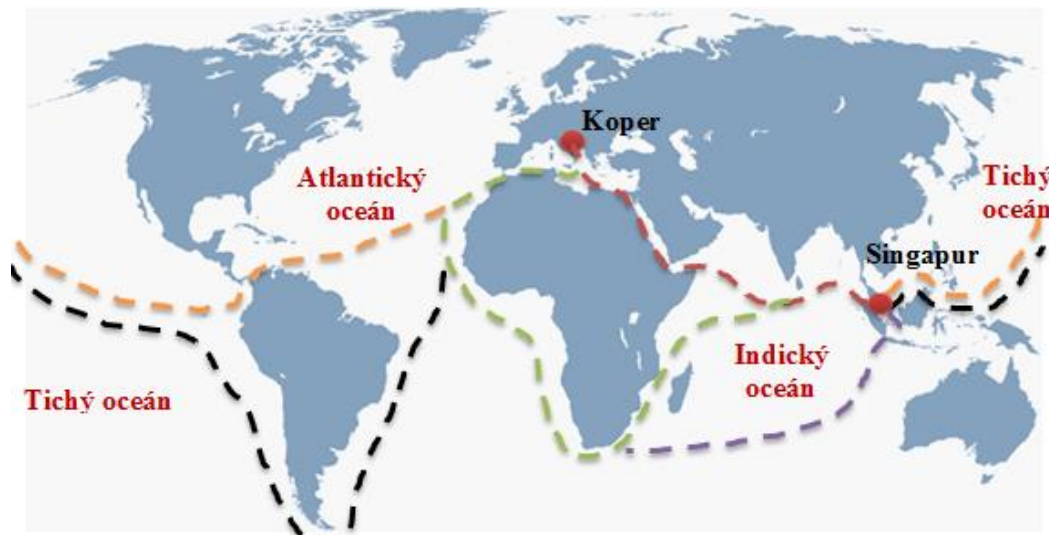 Koper
Atlantický
oceán
Tichý
oceán
Singapur
Indický
oceán
Tichý oceán